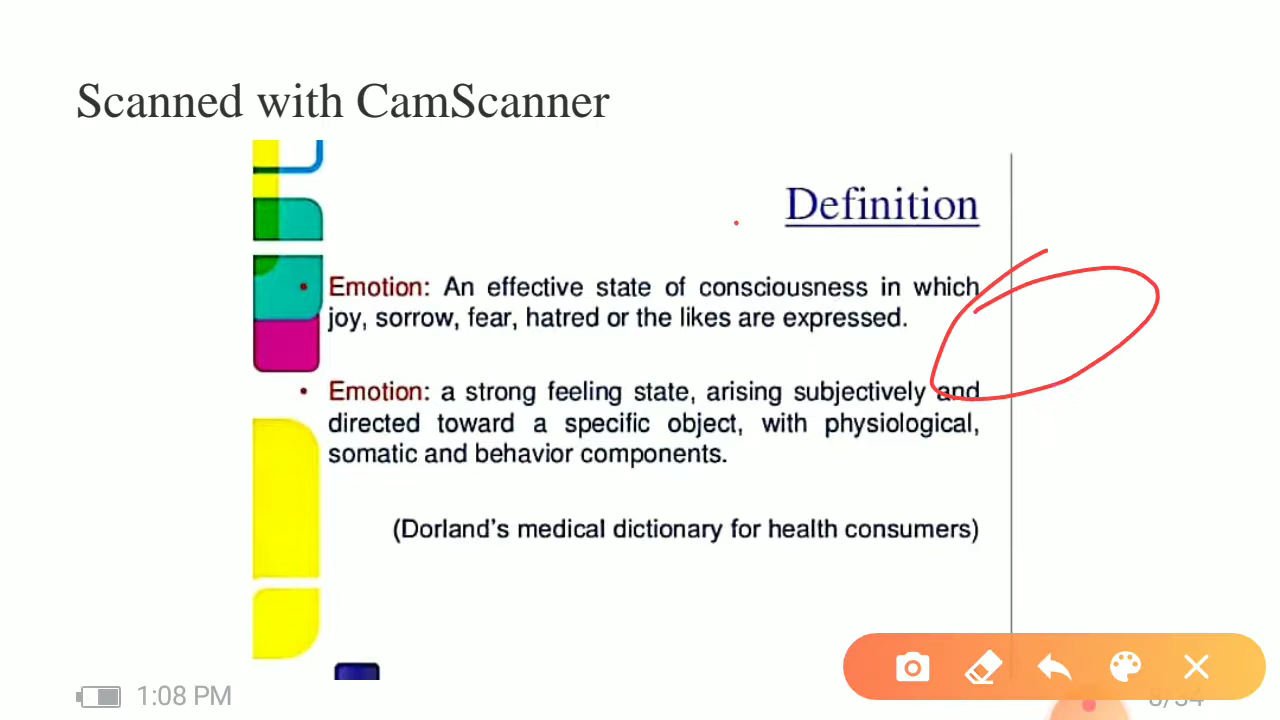 Scanned with CamScanner
Definition
• Emotion: An effective state of consciousness in which
joy, sorrow, fear, hatred or the likes are expressed.
• Emotion: a strong feeling state, arising subjectively and
directed toward a specific object, with physiological,
somatic and behavior components.
(Dorland's medical dictionary for health consumers)
1:08 PM